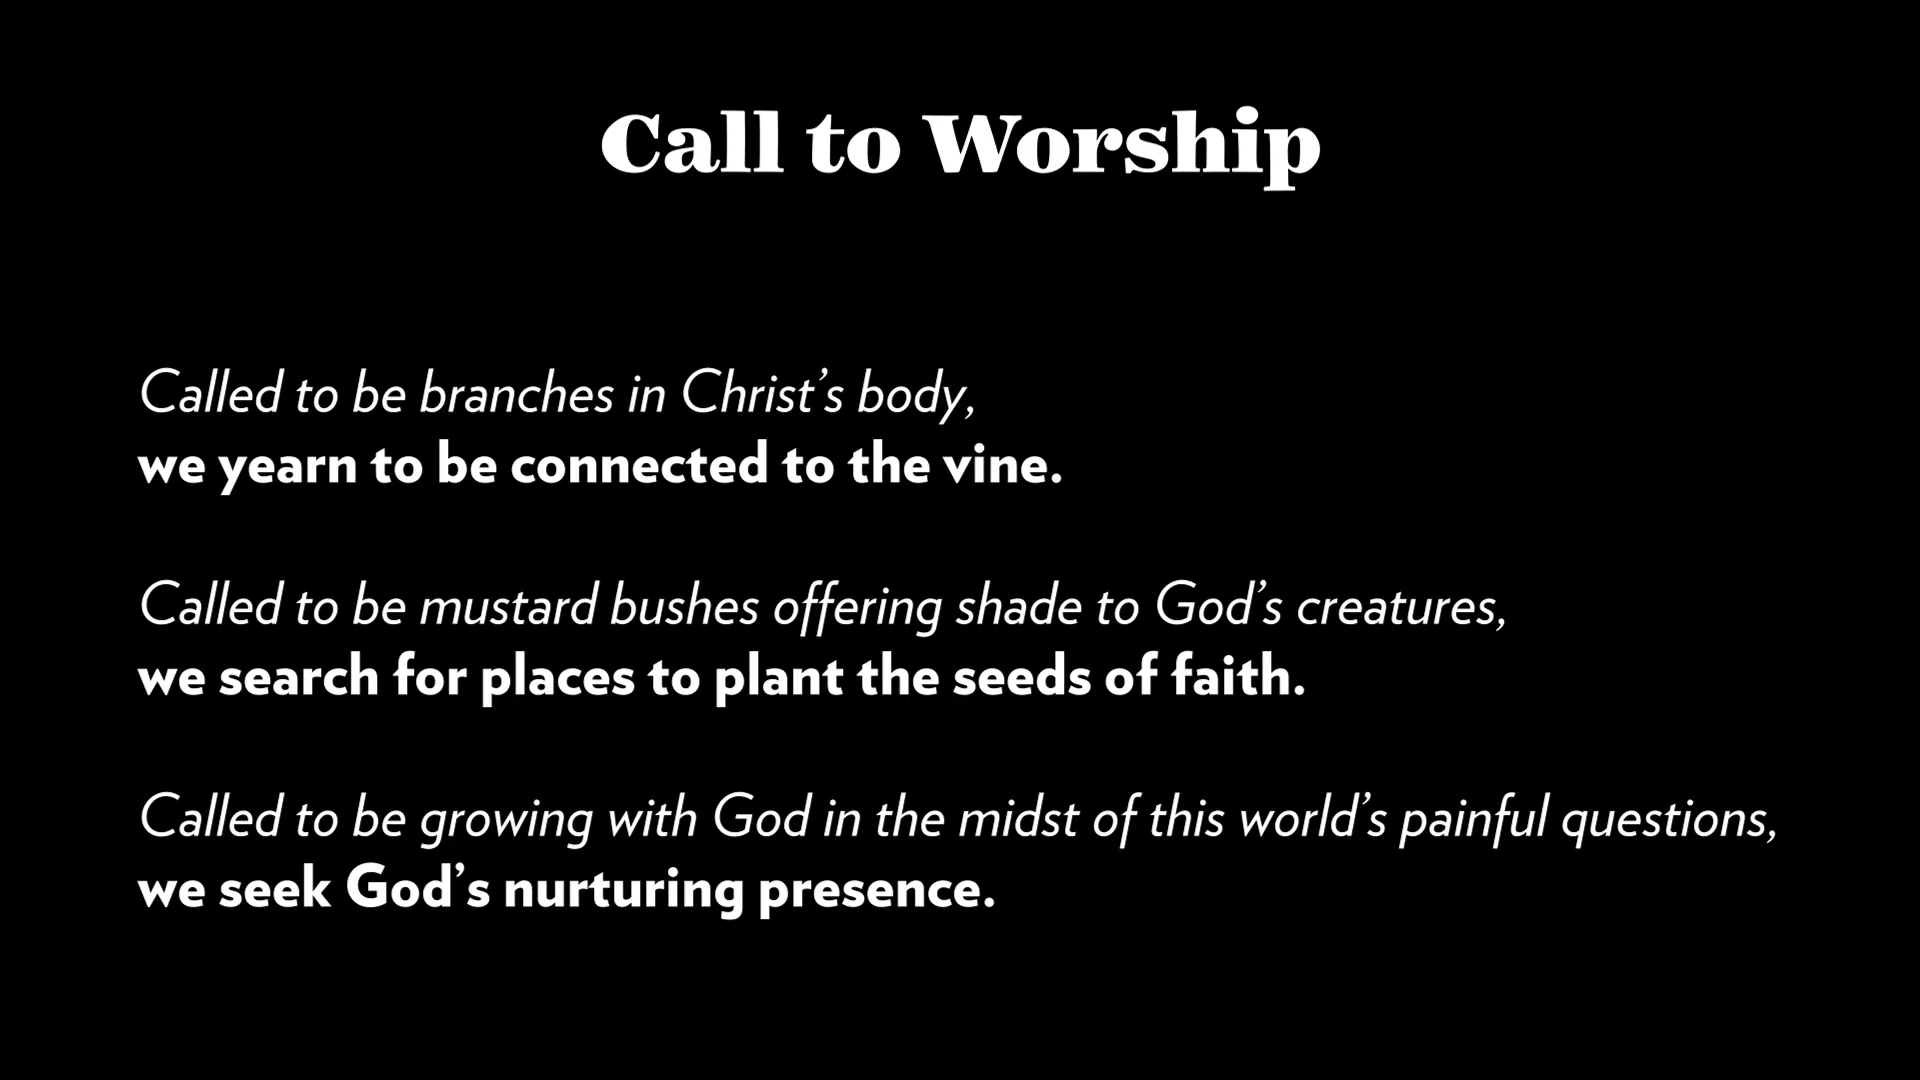 Call to Worship
Called to be branches in Christ’s body,
we yearn to be connected to the vine.
Called to be mustard bushes offering shade to God’s creatures,
we search for places to plant the seeds of faith.
Called to be growing with God in the midst of this world’s painful questions,
we seek God’s nurturing presence.